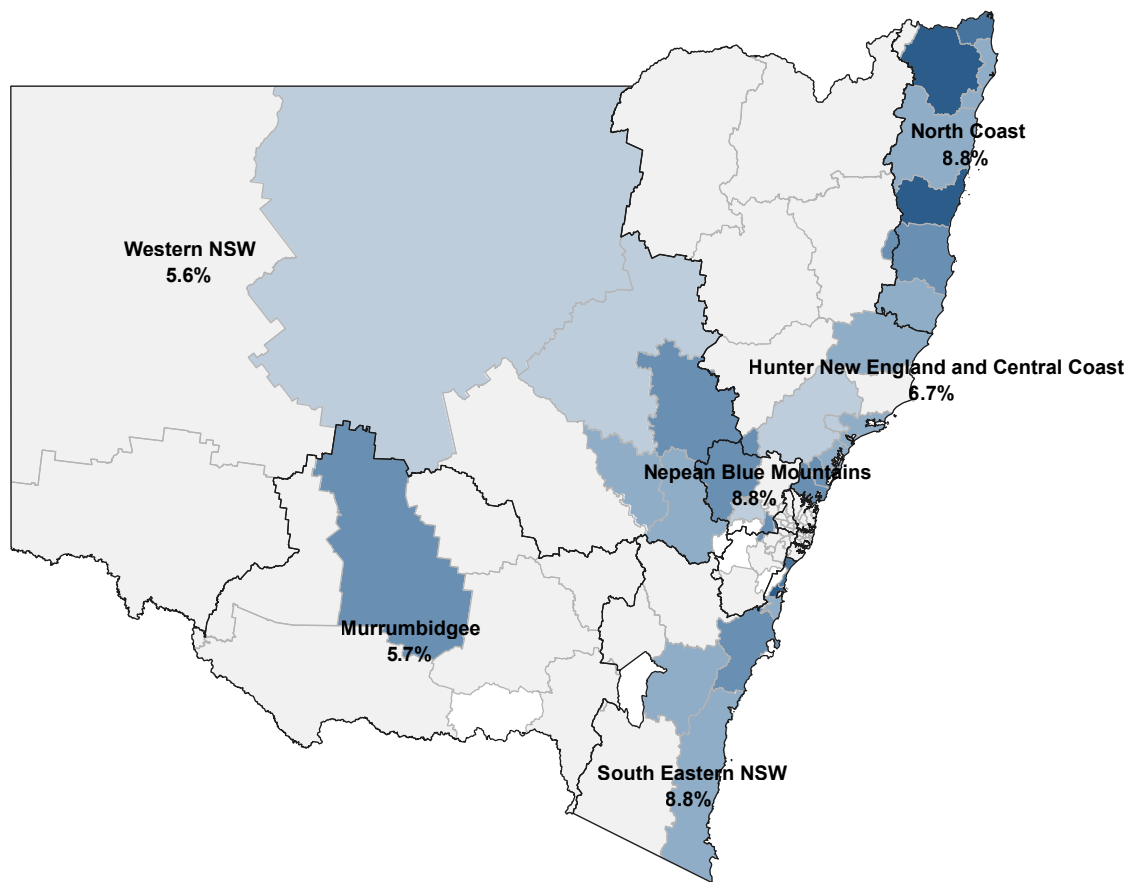 North Coast
8.8%
Western NSW
5.6%
Hunter New England and Central Coast
6.7%
Nepean Blue Mountains
8.8%
Murrumbidgee
5.7%
South Eastern NSW
8.8%